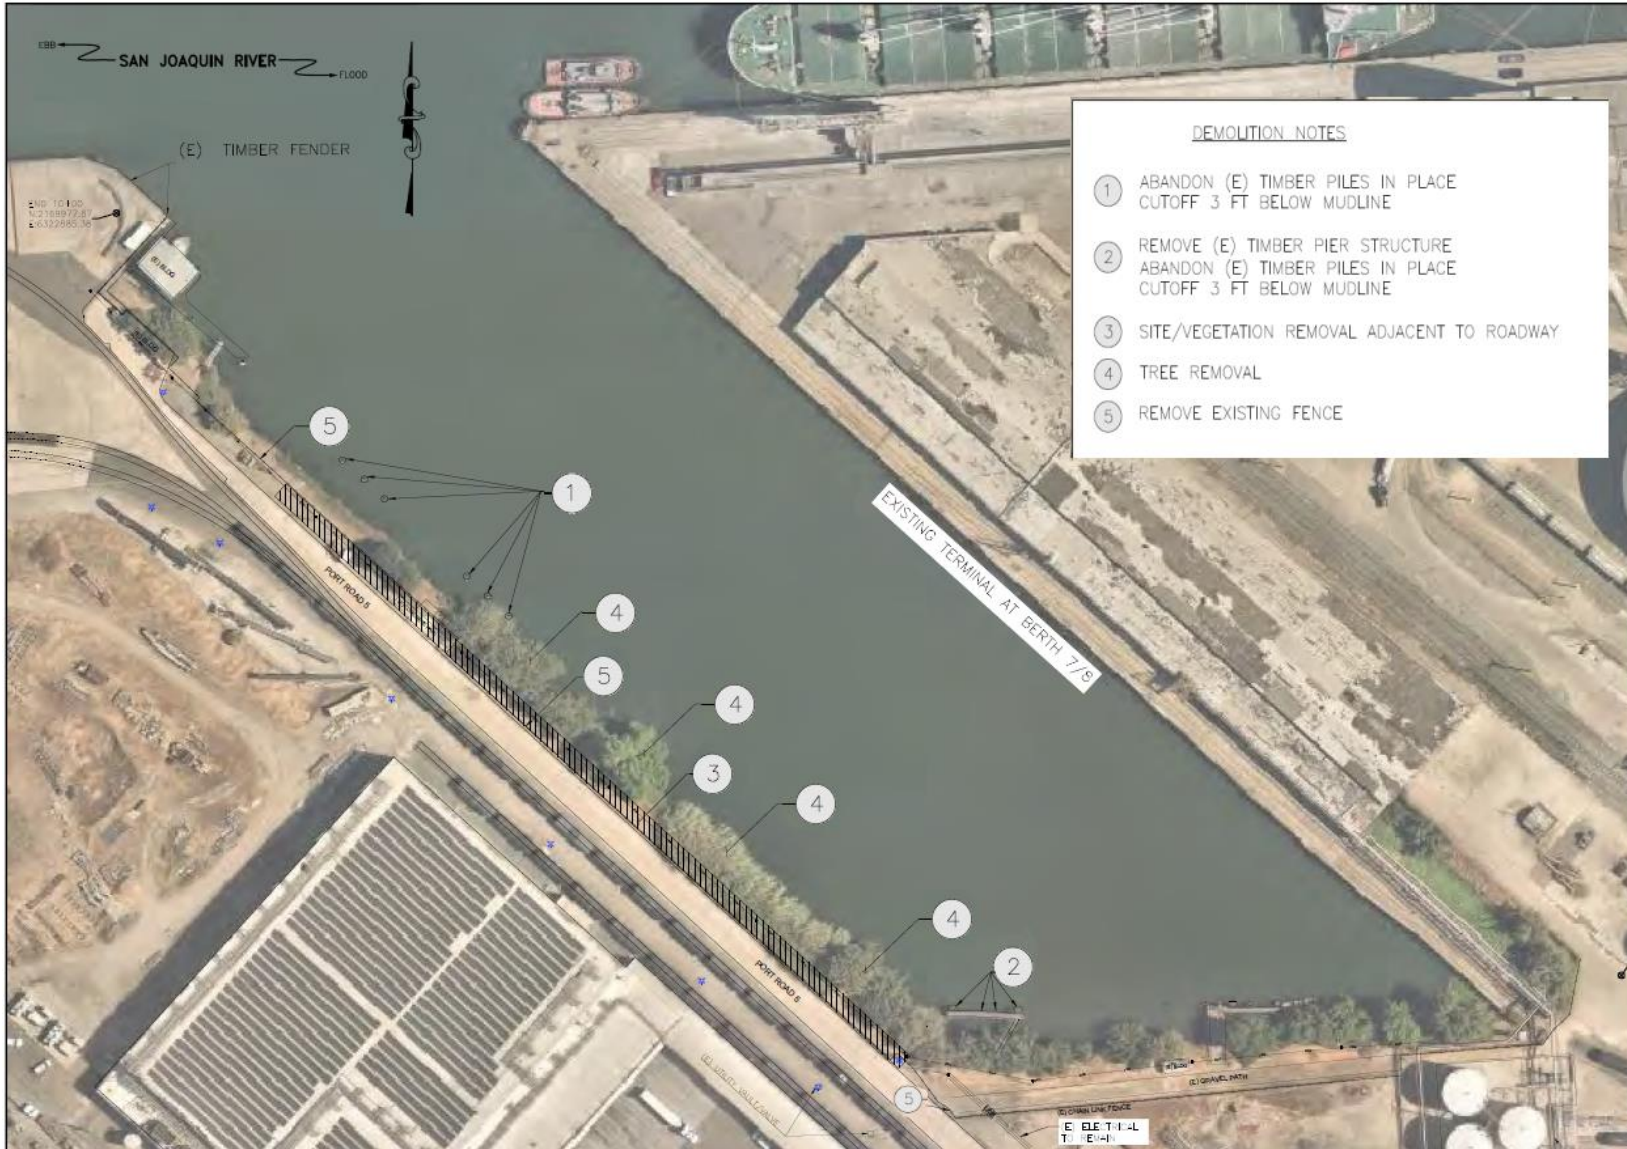 EBB
SAN JOAQUIN RIVER
FLOOD
(E) TIMBER FENDER
(E) BLDG
DEMOLITION NOTES
1 ABANDON (E) TIMBER PILES IN PLACE
CUTOFF 3 FT BELOW MUDLINE
2 REMOVE (E) TIMBER PIER STRUCTURE
ABANDON (E) TIMBER PILES IN PLACE
CUTOFF 3 FT BELOW MUDLINE
3 SITE/VEGETATION REMOVAL ADJACENT TO ROADWAY
4 TREE REMOVAL
5 REMOVE EXISTING FENCE
5
1
PORT ROAD 5
4
5
4
3
4
EXISTING TERMINAL AT BERTH 7/8
4
2
PORT ROAD 5
(E) UTILITY VAULT/VALVE
5
(E) GRAVEL PATH
(E) CHAIN LINK FENCE
(E) ELECTRICAL
TO REMAIN